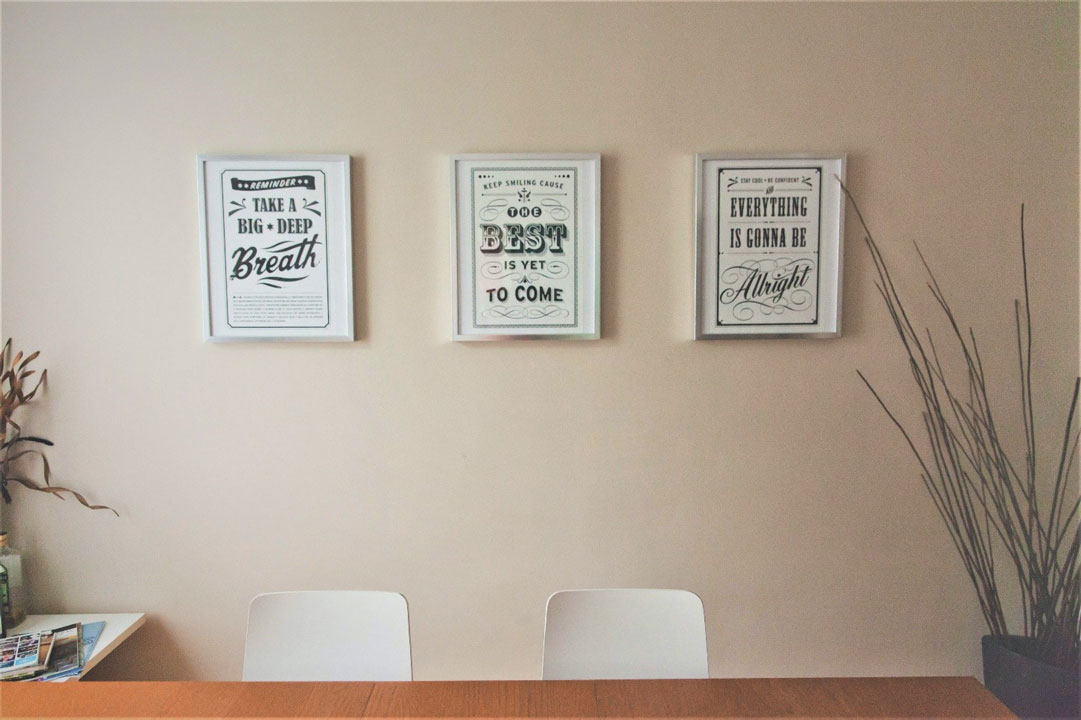 REMINDER
TAKE A
BIG * DEEP
Breath
KEEP SMILING CAUSE
THE
BEST
IS YET
TO COME
STAY COOL * BE CONFIDENT
AND
EVERYTHING
IS GONNA BE
Allright